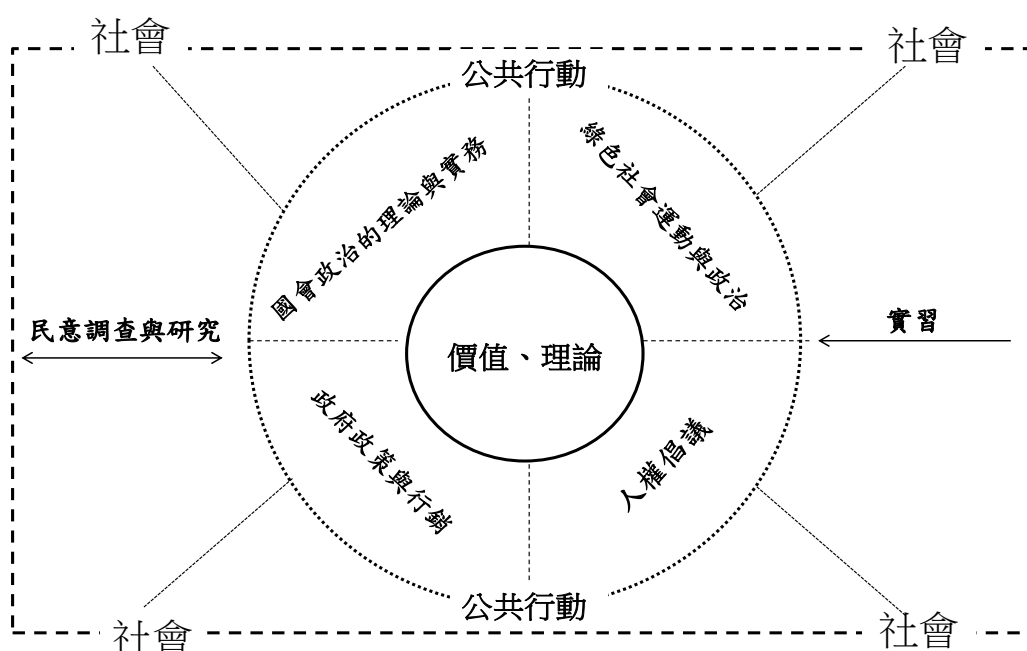 社會
社會
公共行動
國會政治的理論與實務
綠色社會運動與政治
民意調查與研究
價值、理論
實習
政府政策與行銷
人權倡議
公共行動
社會
社會